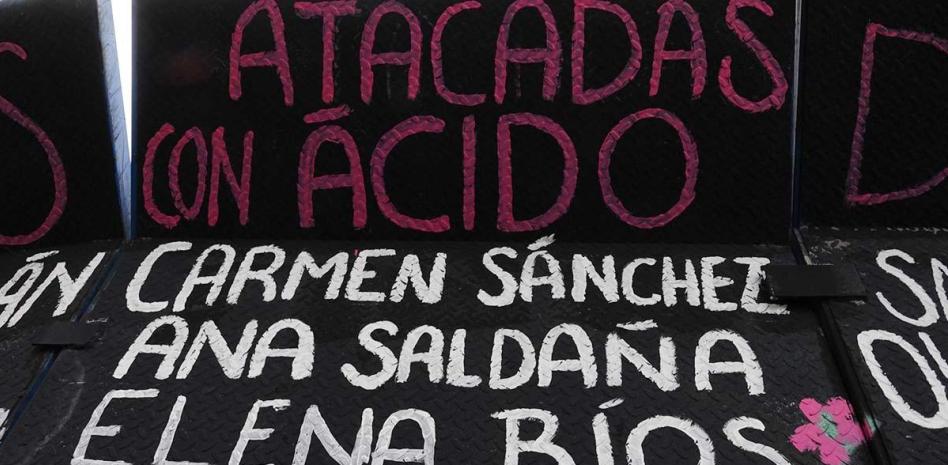 ATACADAS
CON ÁCIDO
CARMEN SÁNCHEZ
ANA SALDAÑA
ELENA RÍOS